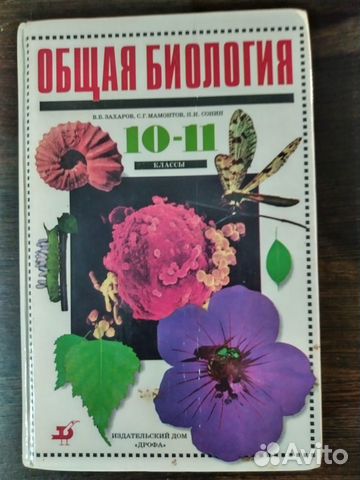 ОБЩАЯ БИОЛОГИЯ
В.Б. ЗАХАРОВ, С.Г. МАМОНТОВ, Н.И. СОНИН
10-11
КЛАССЫ
ИЗДАТЕЛЬСКИЙ ДОМ
«ДРОФА»
Avito